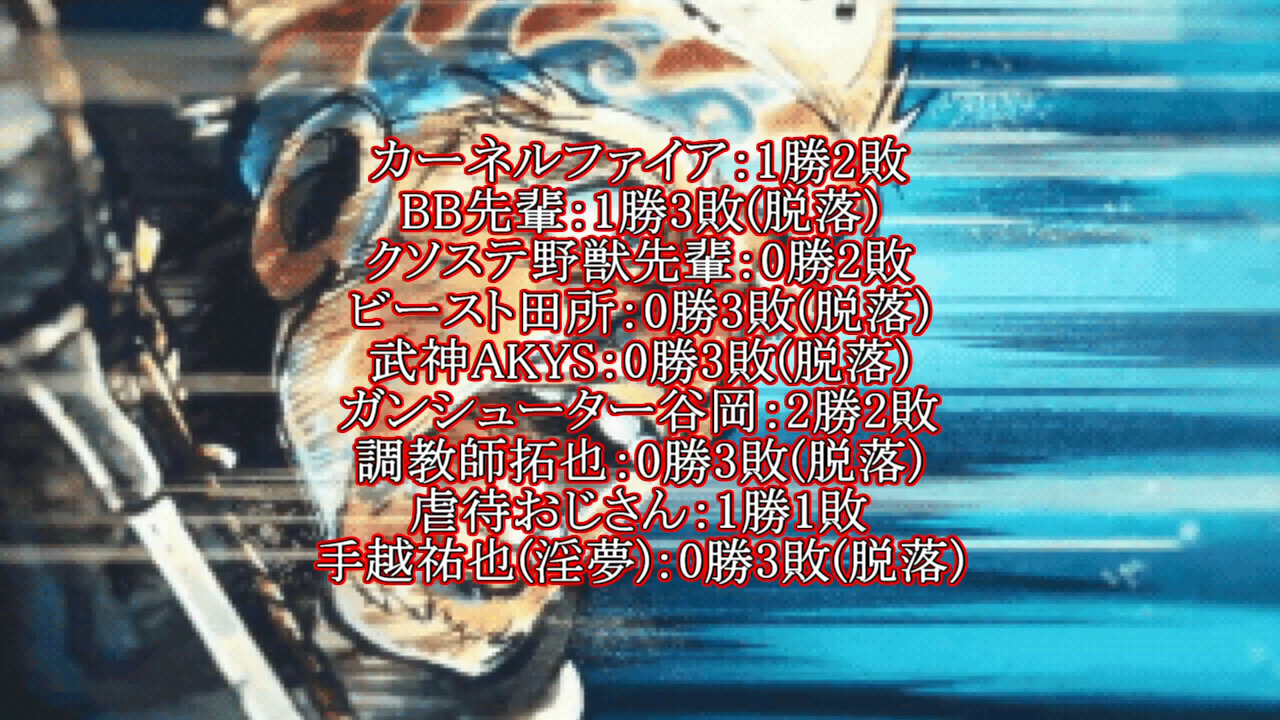 カーネルファイア:1勝2敗
BB先輩:1勝3敗(脱落)
クソステ野獣先輩:0勝2敗
ビースト田所:0勝3敗(脱落)
武神AKYS:0勝3敗(脱落)
ガンシューター谷岡:2勝2敗
調教師拓也:0勝3敗(脱落)
虐待おじさん:1勝1敗
手越祐也(淫夢):0勝3敗(脱落)